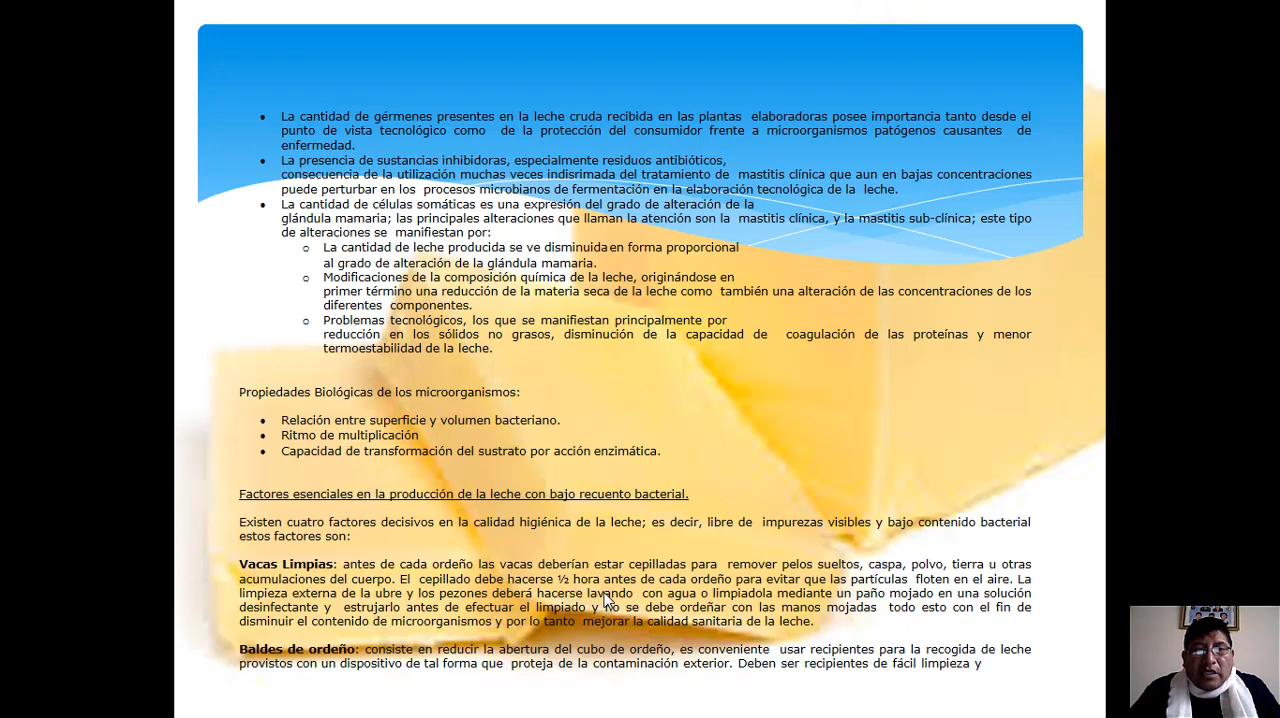 • La cantidad de gérmenes presentes en la leche cruda recibida en las plantas elaboradoras posee importancia tanto desde el
punto de vista tecnológico como de la protección del consumidor frente a microorganismos patógenos causantes de
enfermedad.
• La presencia de sustancias inhibidoras, especialmente residuos antibióticos,
consecuencia de la utilización muchas veces indisrimada del tratamiento de mastitis clínica que aun en bajas concentraciones
puede perturbar en los procesos microbianos de fermentación en la elaboración tecnológica de la leche.
• La cantidad de células somáticas es una expresión del grado de alteración de la
glándula mamaria; las principales alteraciones que llaman la atención son la mastitis clínica, y la mastitis sub-clínica; este tipo
de alteraciones se manifiestan por:
o La cantidad de leche producida se ve disminuida en forma proporcional
al grado de alteración de la glándula mamaria.
o Modificaciones de la composición química de la leche, originándose en
primer término una reducción de la materia seca de la leche como también una alteración de las concentraciones de los
diferentes componentes.
o Problemas tecnológicos, los que se manifiestan principalmente por
reducción en los sólidos no grasos, disminución de la capacidad de coagulación de las proteínas y menor
termoestabilidad de la leche.
Propiedades Biológicas de los microorganismos:
• Relación entre superficie y volumen bacteriano.
• Ritmo de multiplicación
• Capacidad de transformación del sustrato por acción enzimática.
Factores esenciales en la producción de la leche con bajo recuento bacterial.
Existen cuatro factores decisivos en la calidad higiénica de la leche; es decir, libre de impurezas visibles y bajo contenido bacterial
estos factores son:
Vacas Limpias: antes de cada ordeño las vacas deberían estar cepilladas para remover pelos sueltos, caspa, polvo, tierra u otras
acumulaciones del cuerpo. El cepillado debe hacerse ½ hora antes de cada ordeño para evitar que las partículas floten en el aire. La
limpieza externa de la ubre y los pezones deberá hacerse lavando con agua o limpiadola mediante un paño mojado en una solución
desinfectante y estrujarlo antes de efectuar el limpiado y no se debe ordeñar con las manos mojadas todo esto con el fin de
disminuir el contenido de microorganismos y por lo tanto mejorar la calidad sanitaria de la leche.
Baldes de ordeño: consiste en reducir la abertura del cubo de ordeño, es conveniente usar recipientes para la recogida de leche
provistos con un dispositivo de tal forma que proteja de la contaminación exterior. Deben ser recipientes de fácil limpieza y